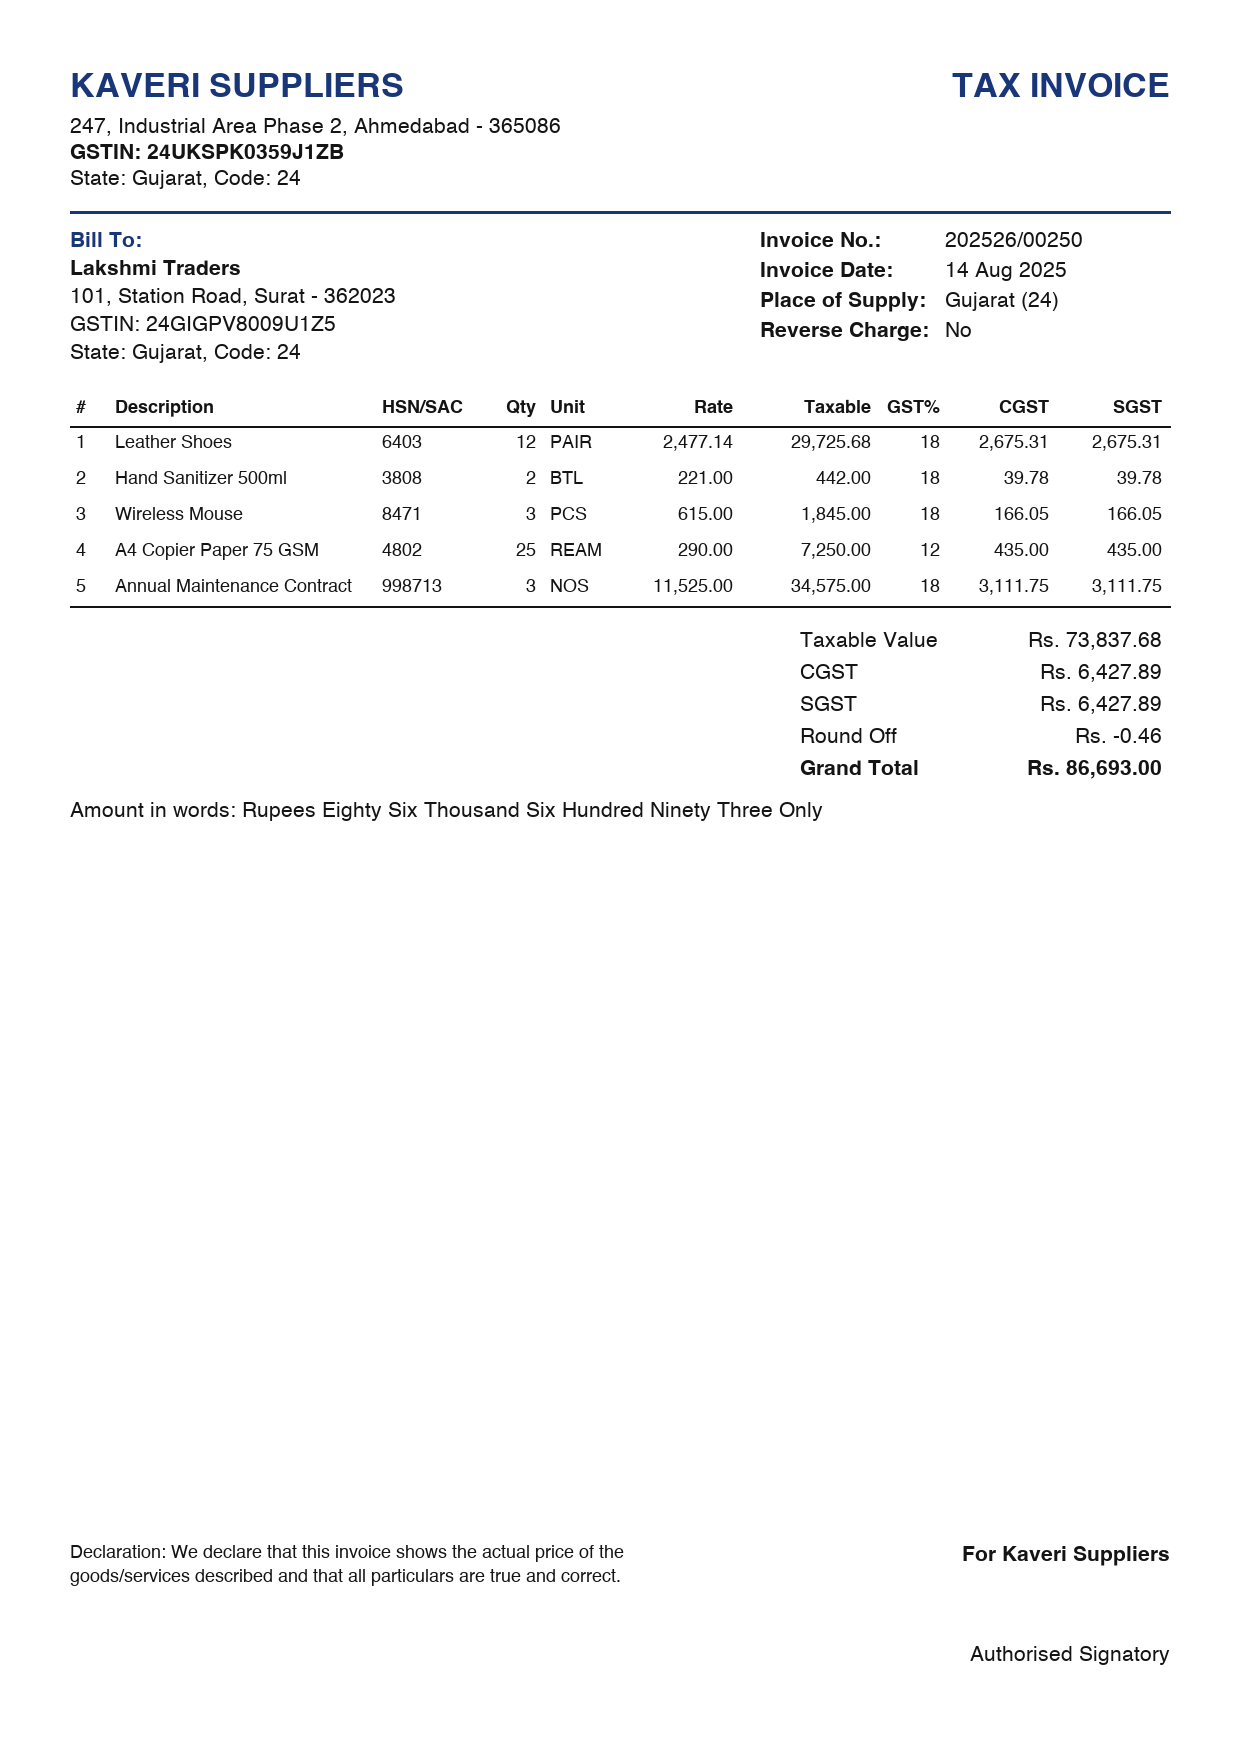 KAVERI SUPPLIERS
TAX INVOICE
247, Industrial Area Phase 2, Ahmedabad - 365086
GSTIN: 24UKSPK0359J1ZB
State: Gujarat, Code: 24
Bill To:
Lakshmi Traders
101, Station Road, Surat - 362023
GSTIN: 24GIGPV8009U1Z5
State: Gujarat, Code: 24
Invoice No.: 202526/00250
Invoice Date: 14 Aug 2025
Place of Supply: Gujarat (24)
Reverse Charge: No
# Description HSN/SAC Qty Unit Rate Taxable GST% CGST SGST
1 Leather Shoes 6403 12 PAIR 2,477.14 29,725.68 18 2,675.31 2,675.31
2 Hand Sanitizer 500ml 3808 2 BTL 221.00 442.00 18 39.78 39.78
3 Wireless Mouse 8471 3 PCS 615.00 1,845.00 18 166.05 166.05
4 A4 Copier Paper 75 GSM 4802 25 REAM 290.00 7,250.00 12 435.00 435.00
5 Annual Maintenance Contract 998713 3 NOS 11,525.00 34,575.00 18 3,111.75 3,111.75
Taxable Value Rs. 73,837.68
CGST Rs. 6,427.89
SGST Rs. 6,427.89
Round Off Rs. -0.46
Grand Total Rs. 86,693.00
Amount in words: Rupees Eighty Six Thousand Six Hundred Ninety Three Only
Declaration: We declare that this invoice shows the actual price of the
goods/services described and that all particulars are true and correct.
For Kaveri Suppliers
Authorised Signatory